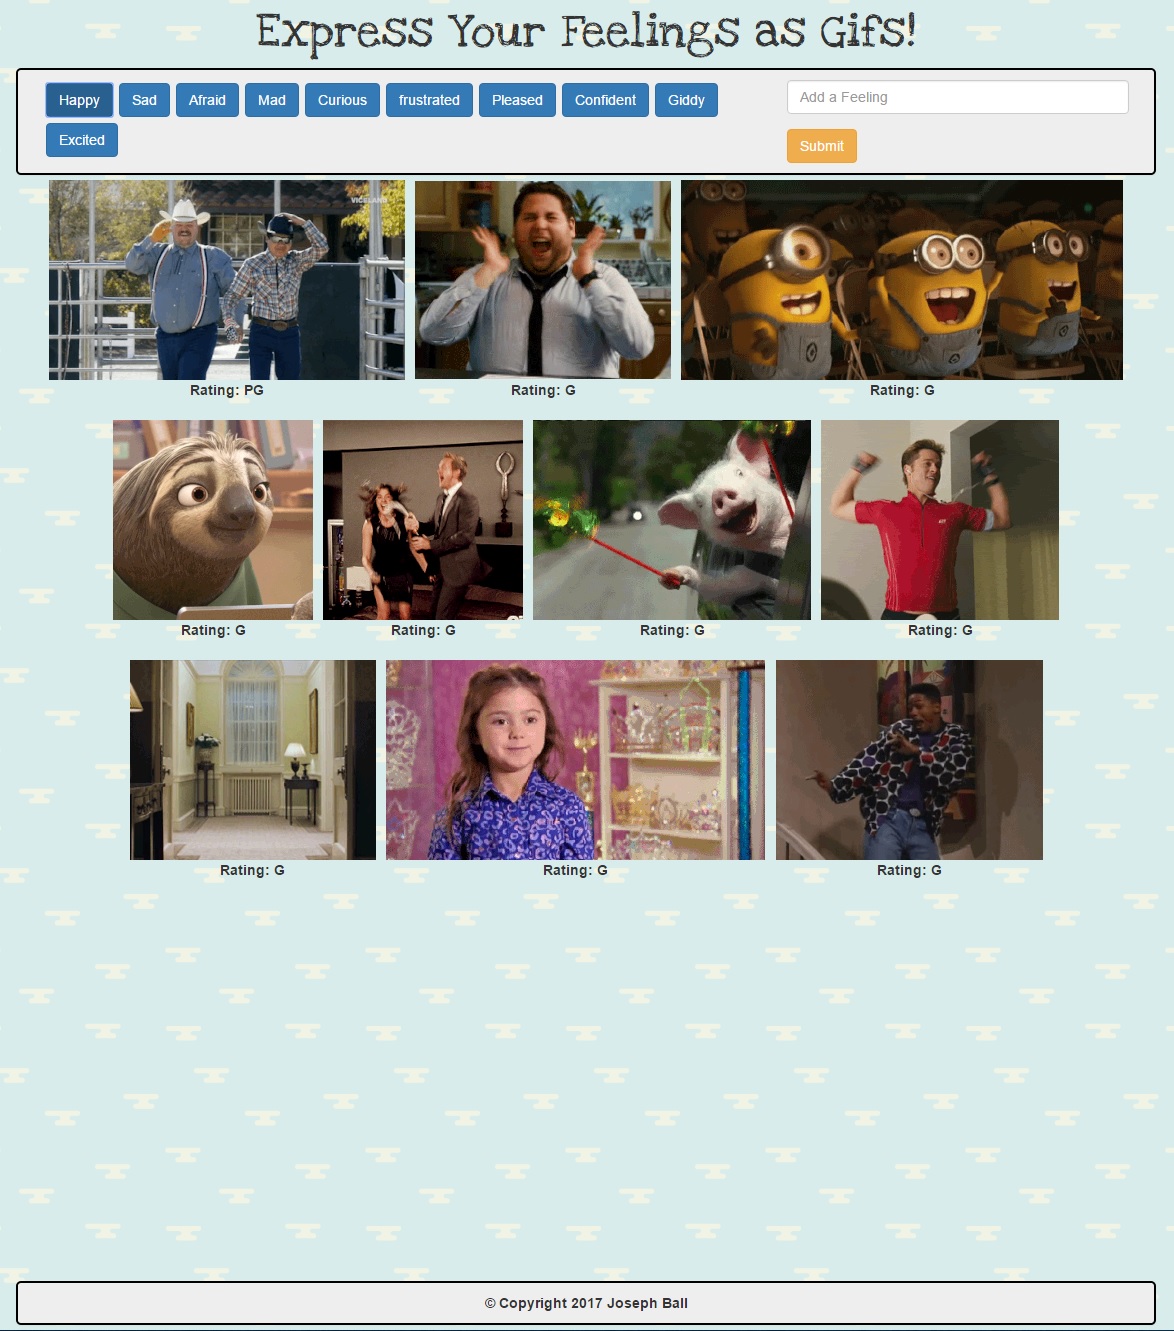 Express Your Feelings as Gifs!
Happy Sad Afraid Mad Curious frustrated Pleased Confident Giddy
Excited
Add a Feeling
Submit
VICELAND
Rating: PG Rating: G Rating: G
Rating: G Rating: G Rating: G Rating: G
Rating: G Rating: G Rating: G
© Copyright 2017 Joseph Ball